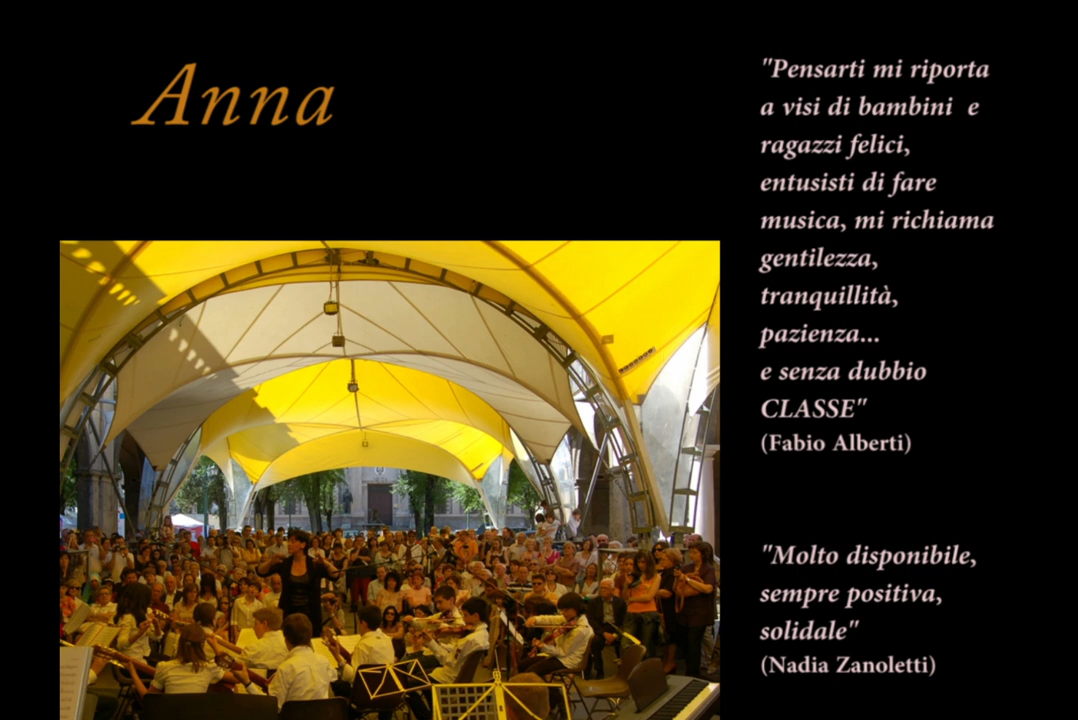 Anna
"Pensarti mi riporta
a visi di bambini e
ragazzi felici,
entusisti di fare
musica, mi richiama
gentilezza,
tranquillità,
pazienza...
e senza dubbio
CLASSE"
(Fabio Alberti)
"Molto disponibile,
sempre positiva,
solidale"
(Nadia Zanoletti)